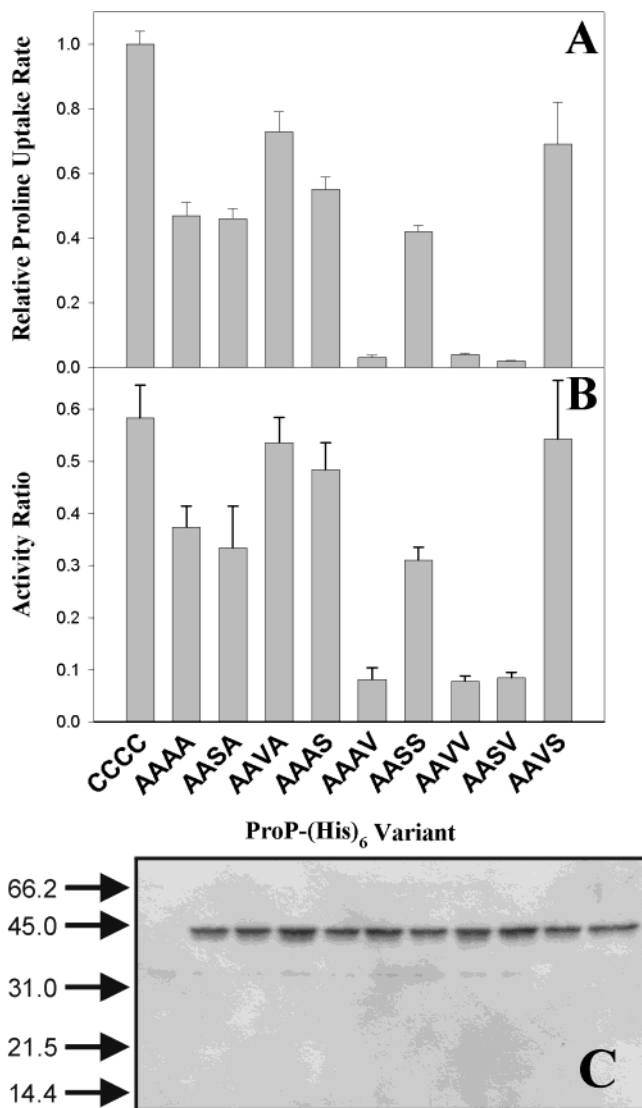 A
Relative Proline Uptake Rate
1.0
0.8
0.6
0.4
0.2
0.0
B
Activity Ratio
0.6
0.5
0.4
0.3
0.2
0.1
0.0
CCCC
AAAA
AASA
AAVA
AAAS
AAAV
AASS
AAVV
AASV
AAVS
ProP-(His)₆ Variant
66.2
45.0
31.0
21.5
14.4
C